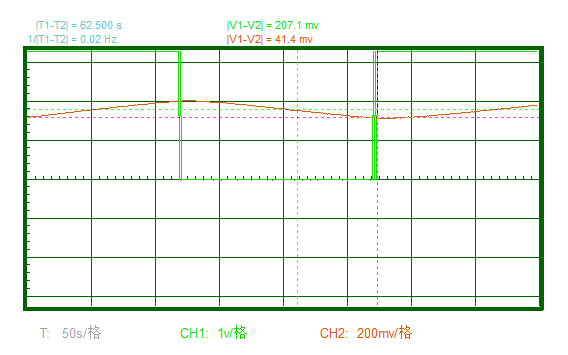 |T1-T2| = 62.500 s |V1-V2| = 207.1 mv
1/|T1-T2| = 0.02 Hz |V1-V2| = 41.4 mv
T: 50s/格 CH1: 1v/格 CH2: 200mv/格